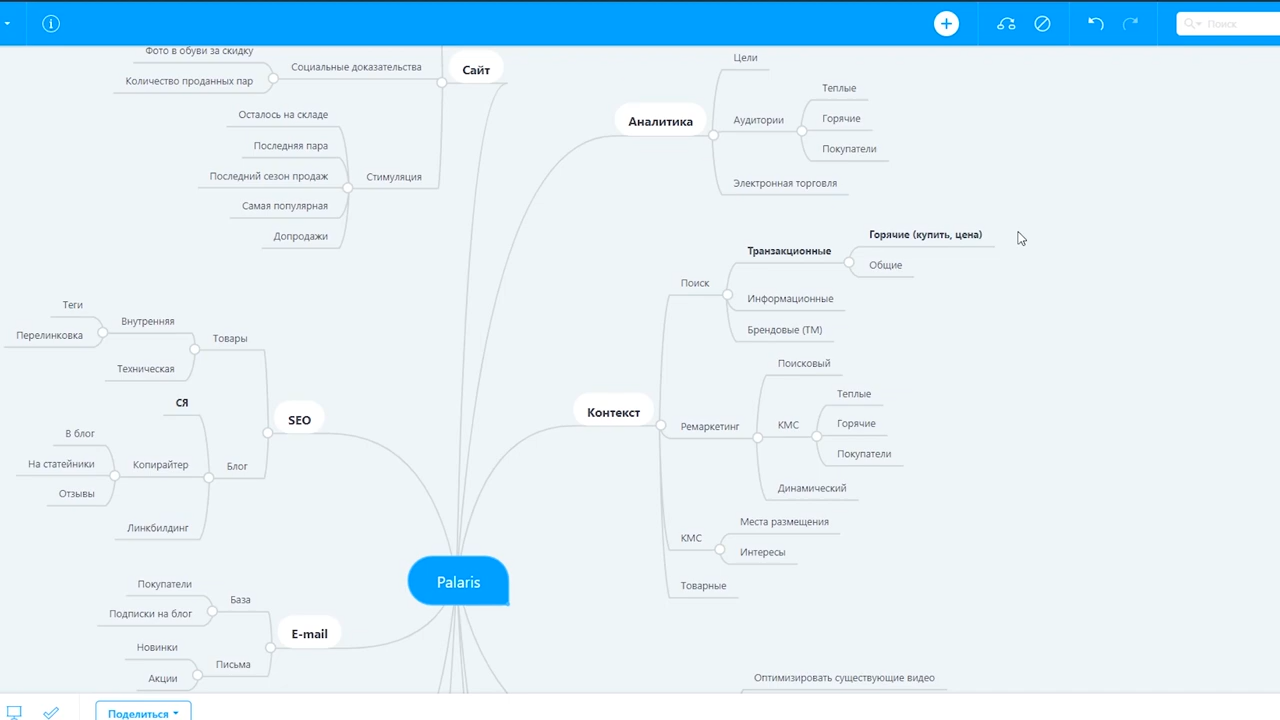 Поиск
Фото в обуви за скидку
Количество проданных пар
Социальные доказательства
Сайт
Осталось на складе
Последняя пара
Последний сезон продаж
Самая популярная
Допродажи
Стимуляция
Аналитика
Цели
Аудитории
Теплые
Горячие
Покупатели
Электронная торговля
Контекст
Поиск
Транзакционные
Горячие (купить, цена)
Общие
Информационные
Брендовые (ТМ)
Ремаркетинг
Поисковый
КМС
Теплые
Горячие
Покупатели
Динамический
КМС
Места размещения
Интересы
Товарные
Теги
Перелинковка
Внутренняя
Техническая
Товары
SEO
СЯ
В блог
На статейники
Отзывы
Копирайтер
Линкбилдинг
Блог
Palaris
Покупатели
Подписки на блог
База
E-mail
Новинки
Акции
Письма
Оптимизировать существующие видео
Поделиться